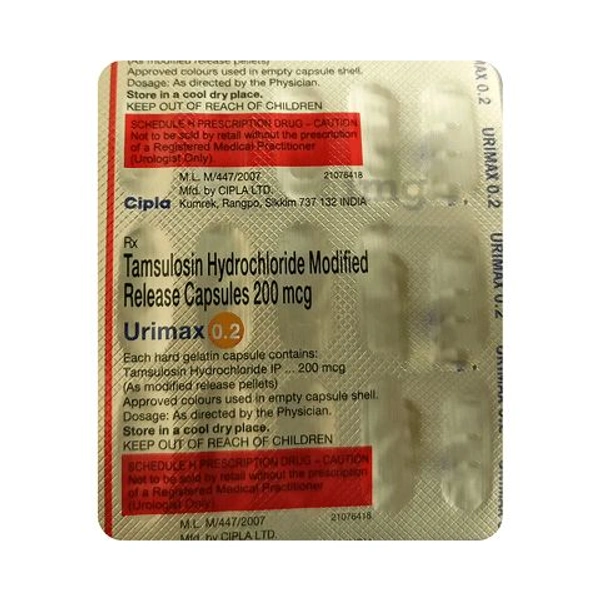 (As modified release pellets)
Approved colours used in empty capsule shell.
Dosage: As directed by the Physician.
Store in a cool dry place.
KEEP OUT OF REACH OF CHILDREN
SCHEDULE H PRESCRIPTION DRUG - CAUTION
Not to be sold by retail without the prescription
of a Registered Medical Practitioner
(Urologist Only).
M.L. M/447/2007 21076418
Mfd. by CIPLA LTD.
Cipla Kumrek, Rangpo, Sikkim 737 132 INDIA
Rx
Tamsulosin Hydrochloride Modified
Release Capsules 200 mcg
Urimax 0.2
Each hard gelatin capsule contains:
Tamsulosin Hydrochloride IP ... 200 mcg
(As modified release pellets)
Approved colours used in empty capsule shell.
Dosage: As directed by the Physician.
Store in a cool dry place.
KEEP OUT OF REACH OF CHILDREN
SCHEDULE H PRESCRIPTION DRUG - CAUTION
Not to be sold by retail without the prescription
of a Registered Medical Practitioner
(Urologist Only)
M.L. M/447/2007 21076418
Mfd. by CIPLA LTD.
MAX 0.2
URIMAX 0.2
URIMAX 0.2